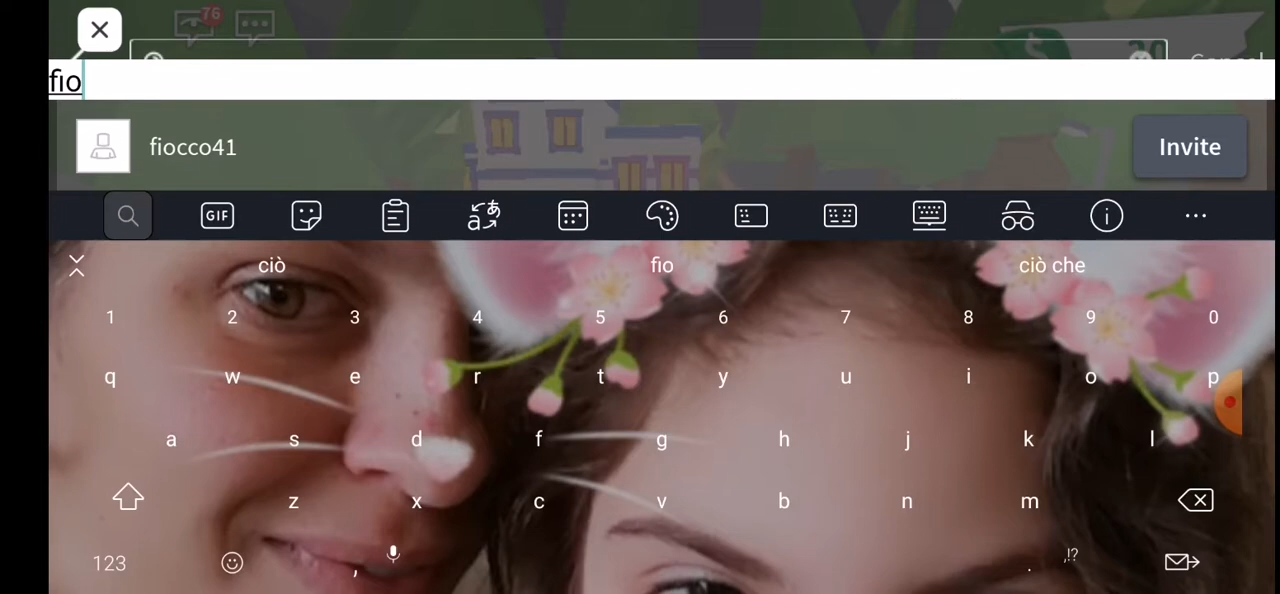 76
fio
fiocco41
Invite
GIF
a あ
ciò fio ciò che
1 2 3 4 5 6 7 8 9 0
q w e r t y u i o p
a s d f g h j k l
z x c v b n m
123 , . ,!?